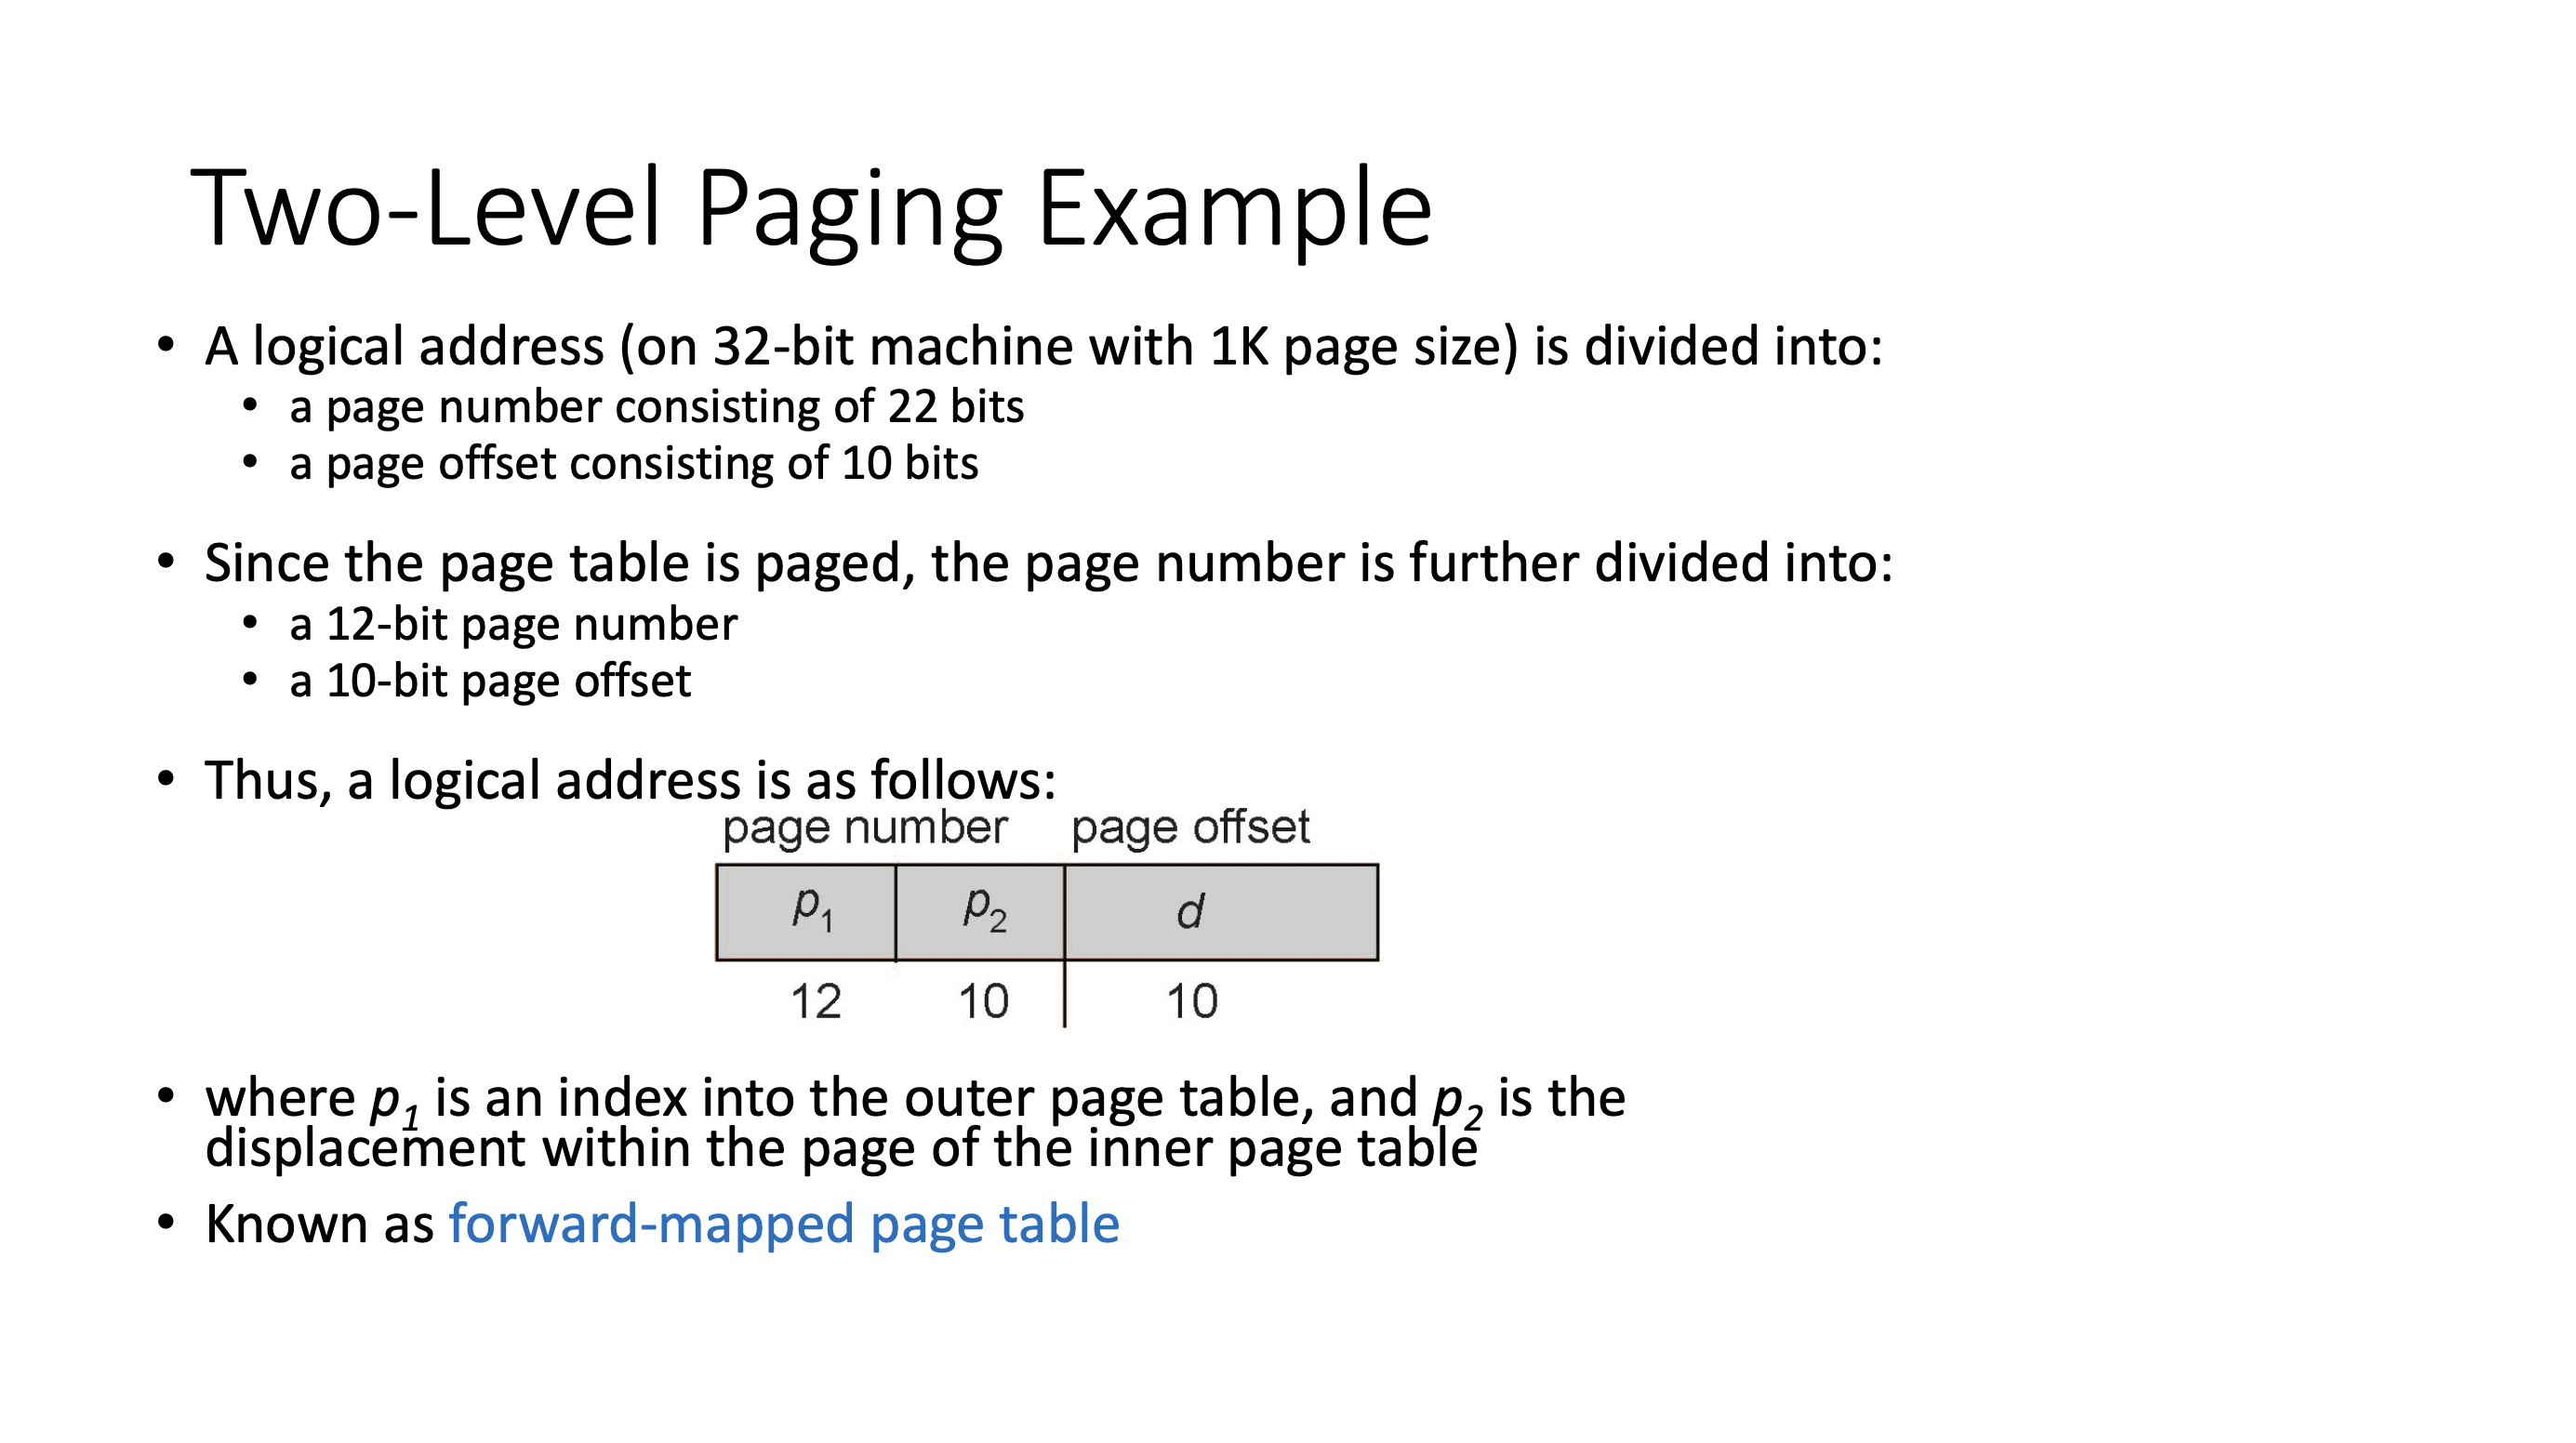 Two-Level Paging Example
• A logical address (on 32-bit machine with 1K page size) is divided into:
• a page number consisting of 22 bits
• a page offset consisting of 10 bits
• Since the page table is paged, the page number is further divided into:
• a 12-bit page number
• a 10-bit page offset
• Thus, a logical address is as follows:
page number page offset
p1 p2 d
12 10 10
• where p1 is an index into the outer page table, and p2 is the
displacement within the page of the inner page table
• Known as forward-mapped page table